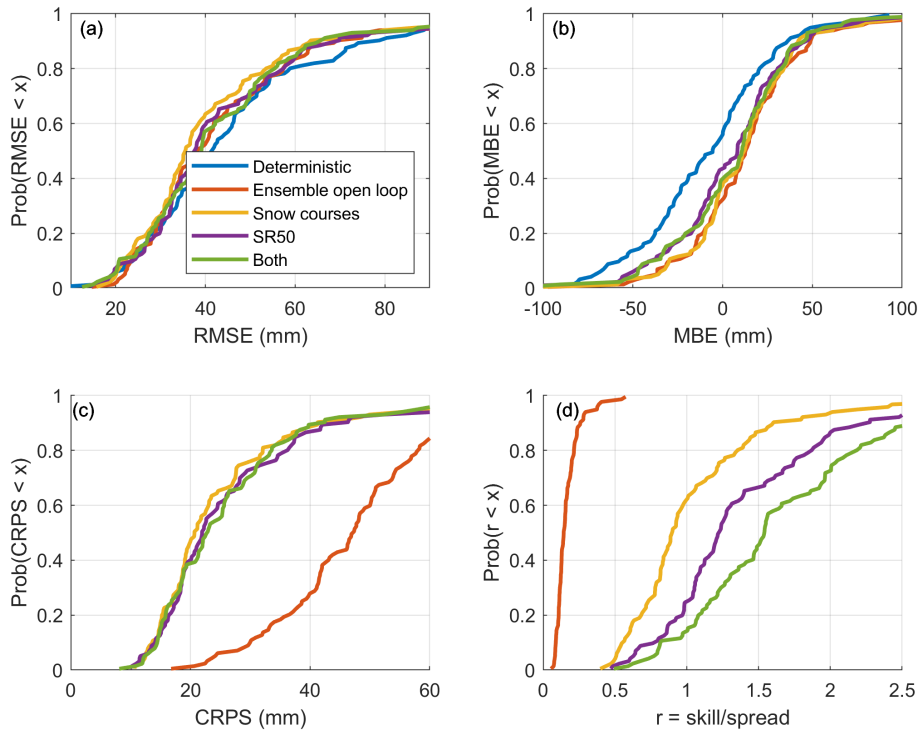 (a)
1
0.8
0.6
0.4
0.2
0
Prob(RMSE < x)
20
40
60
80
RMSE (mm)
Deterministic
Ensemble open loop
Snow courses
SR50
Both
(b)
1
0.8
0.6
0.4
0.2
0
Prob(MBE < x)
-100
-50
0
50
100
MBE (mm)
(c)
1
0.8
0.6
0.4
0.2
0
Prob(CRPS < x)
0
20
40
60
CRPS (mm)
(d)
1
0.8
0.6
0.4
0.2
0
Prob(r < x)
0
0.5
1
1.5
2
2.5
r = skill/spread